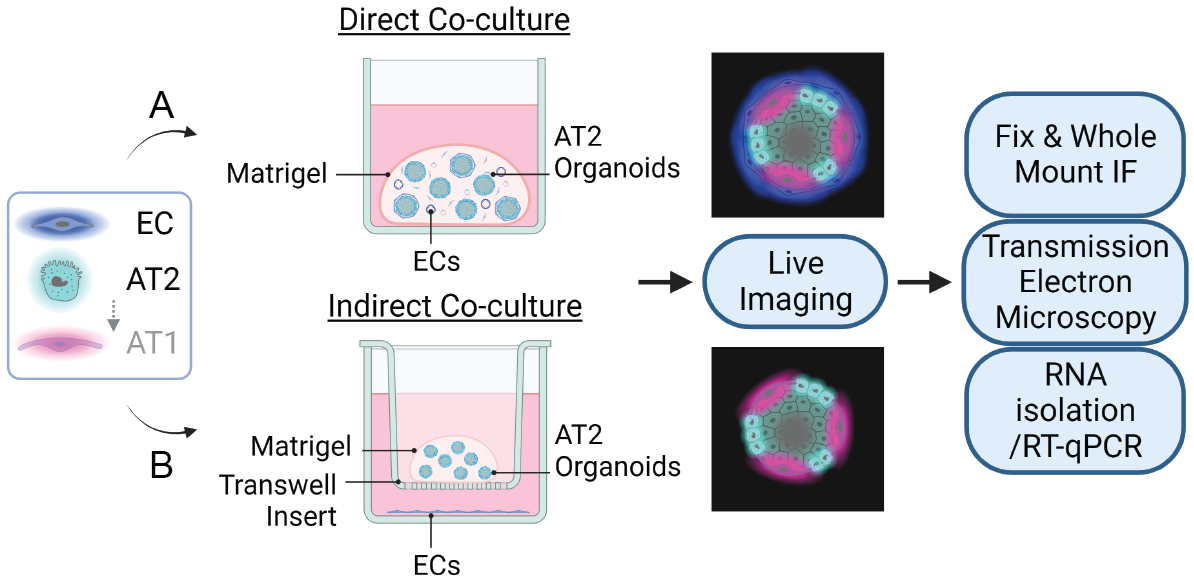 Direct Co-culture
A
Matrigel
AT2
Organoids
ECs
EC
AT2
AT1
Indirect Co-culture
B
Matrigel
Transwell
Insert
AT2
Organoids
ECs
Live
Imaging
Fix & Whole
Mount IF
Transmission
Electron
Microscopy
RNA
isolation
/RT-qPCR